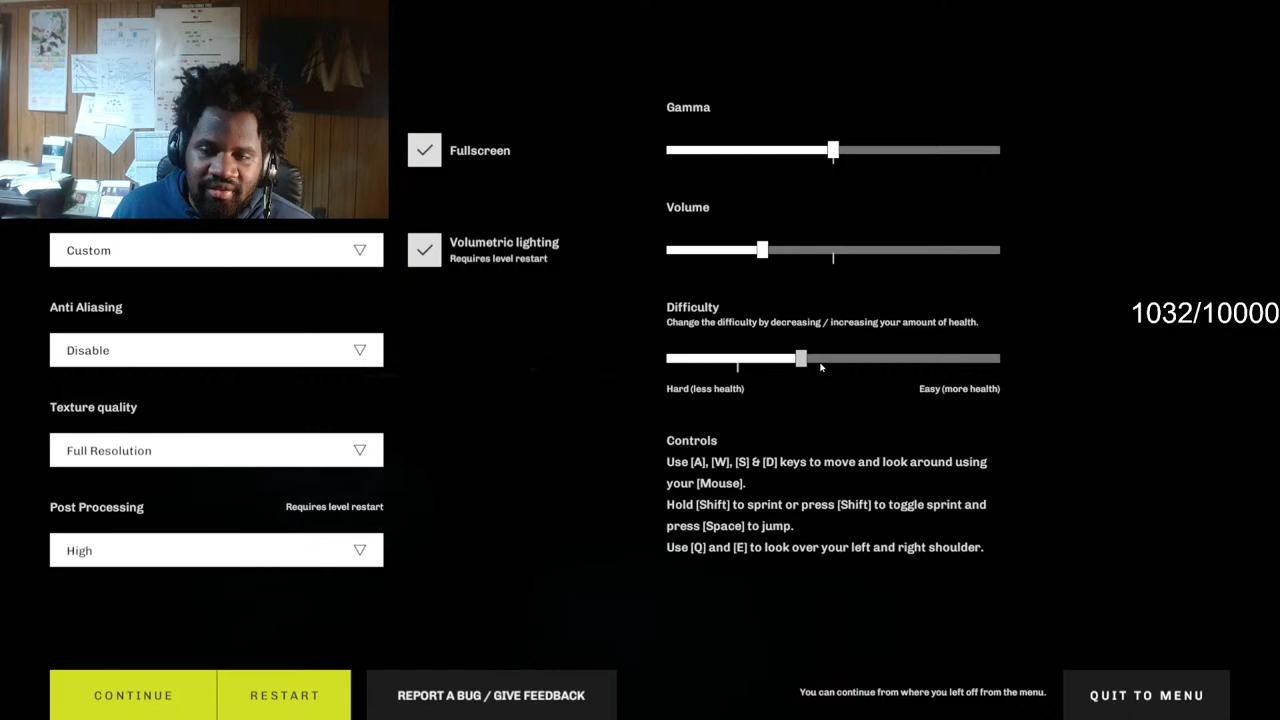 Fullscreen
Custom
Volumetric lighting
Requires level restart
Anti Aliasing
Disable
Texture quality
Full Resolution
Post Processing
Requires level restart
High
Gamma
Volume
Difficulty
Change the difficulty by decreasing / increasing your amount of health.
Hard (less health)
Easy (more health)
Controls
Use [A], [W], [S] & [D] keys to move and look around using
your [Mouse].
Hold [Shift] to sprint or press [Shift] to toggle sprint and
press [Space] to jump.
Use [Q] and [E] to look over your left and right shoulder.
1032/10000
CONTINUE
RESTART
REPORT A BUG / GIVE FEEDBACK
You can continue from where you left off from the menu.
QUIT TO MENU